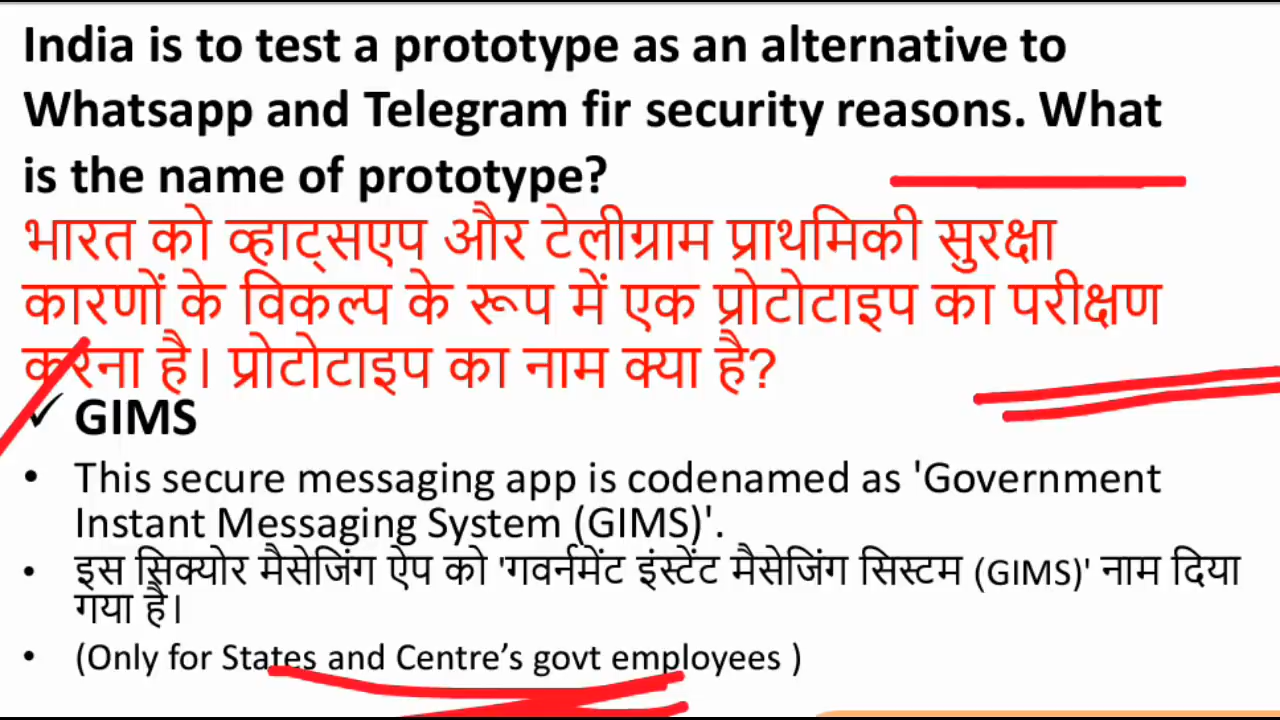 India is to test a prototype as an alternative to
Whatsapp and Telegram fir security reasons. What
is the name of prototype?
भारत को व्हाट्सएप और टेलीग्राम प्राथमिकी सुरक्षा
कारणों के विकल्प के रूप में एक प्रोटोटाइप का परीक्षण
करना है। प्रोटोटाइप का नाम क्या है?
✓ GIMS
• This secure messaging app is codenamed as 'Government
Instant Messaging System (GIMS)'.
• इस सिक्योर मैसेजिंग ऐप को 'गवर्नमेंट इंस्टेंट मैसेजिंग सिस्टम (GIMS)' नाम दिया
गया है।
• (Only for States and Centre’s govt employees )